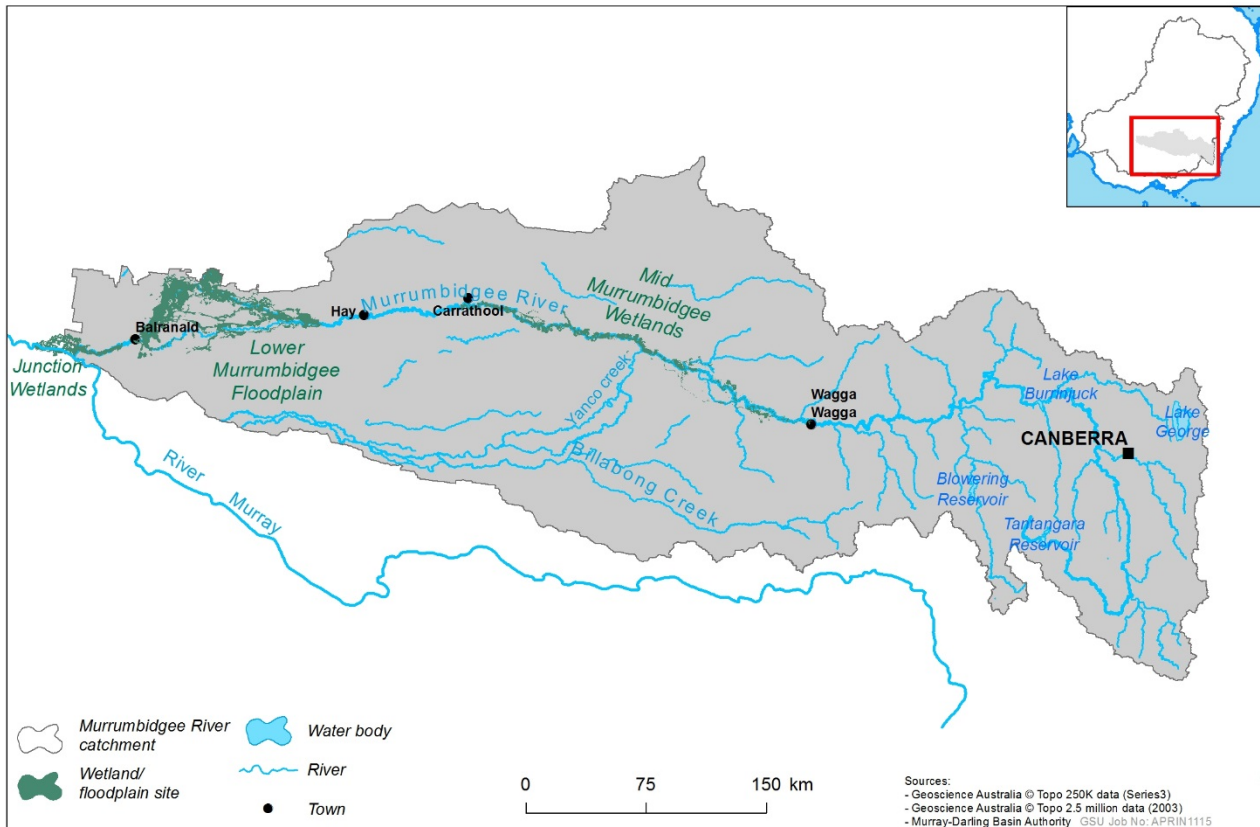 Murrumbidgee River
Hay
Carrathool
Mid
Murrumbidgee
Wetlands
Balranald
Junction
Wetlands
Lower
Murrumbidgee
Floodplain
Yanco creek
Wagga
Wagga
Lake
Burrinjuck
Lake
George
CANBERRA
Billabong Creek
Blowering
Reservoir
Tantangara
Reservoir
River Murray
Murrumbidgee River
catchment
Wetland/
floodplain site
Water body
River
Town
0 75 150 km
Sources:
- Geoscience Australia © Topo 250K data (Series3)
- Geoscience Australia © Topo 2.5 million data (2003)
- Murray-Darling Basin Authority GSU Job No: APRIN1115